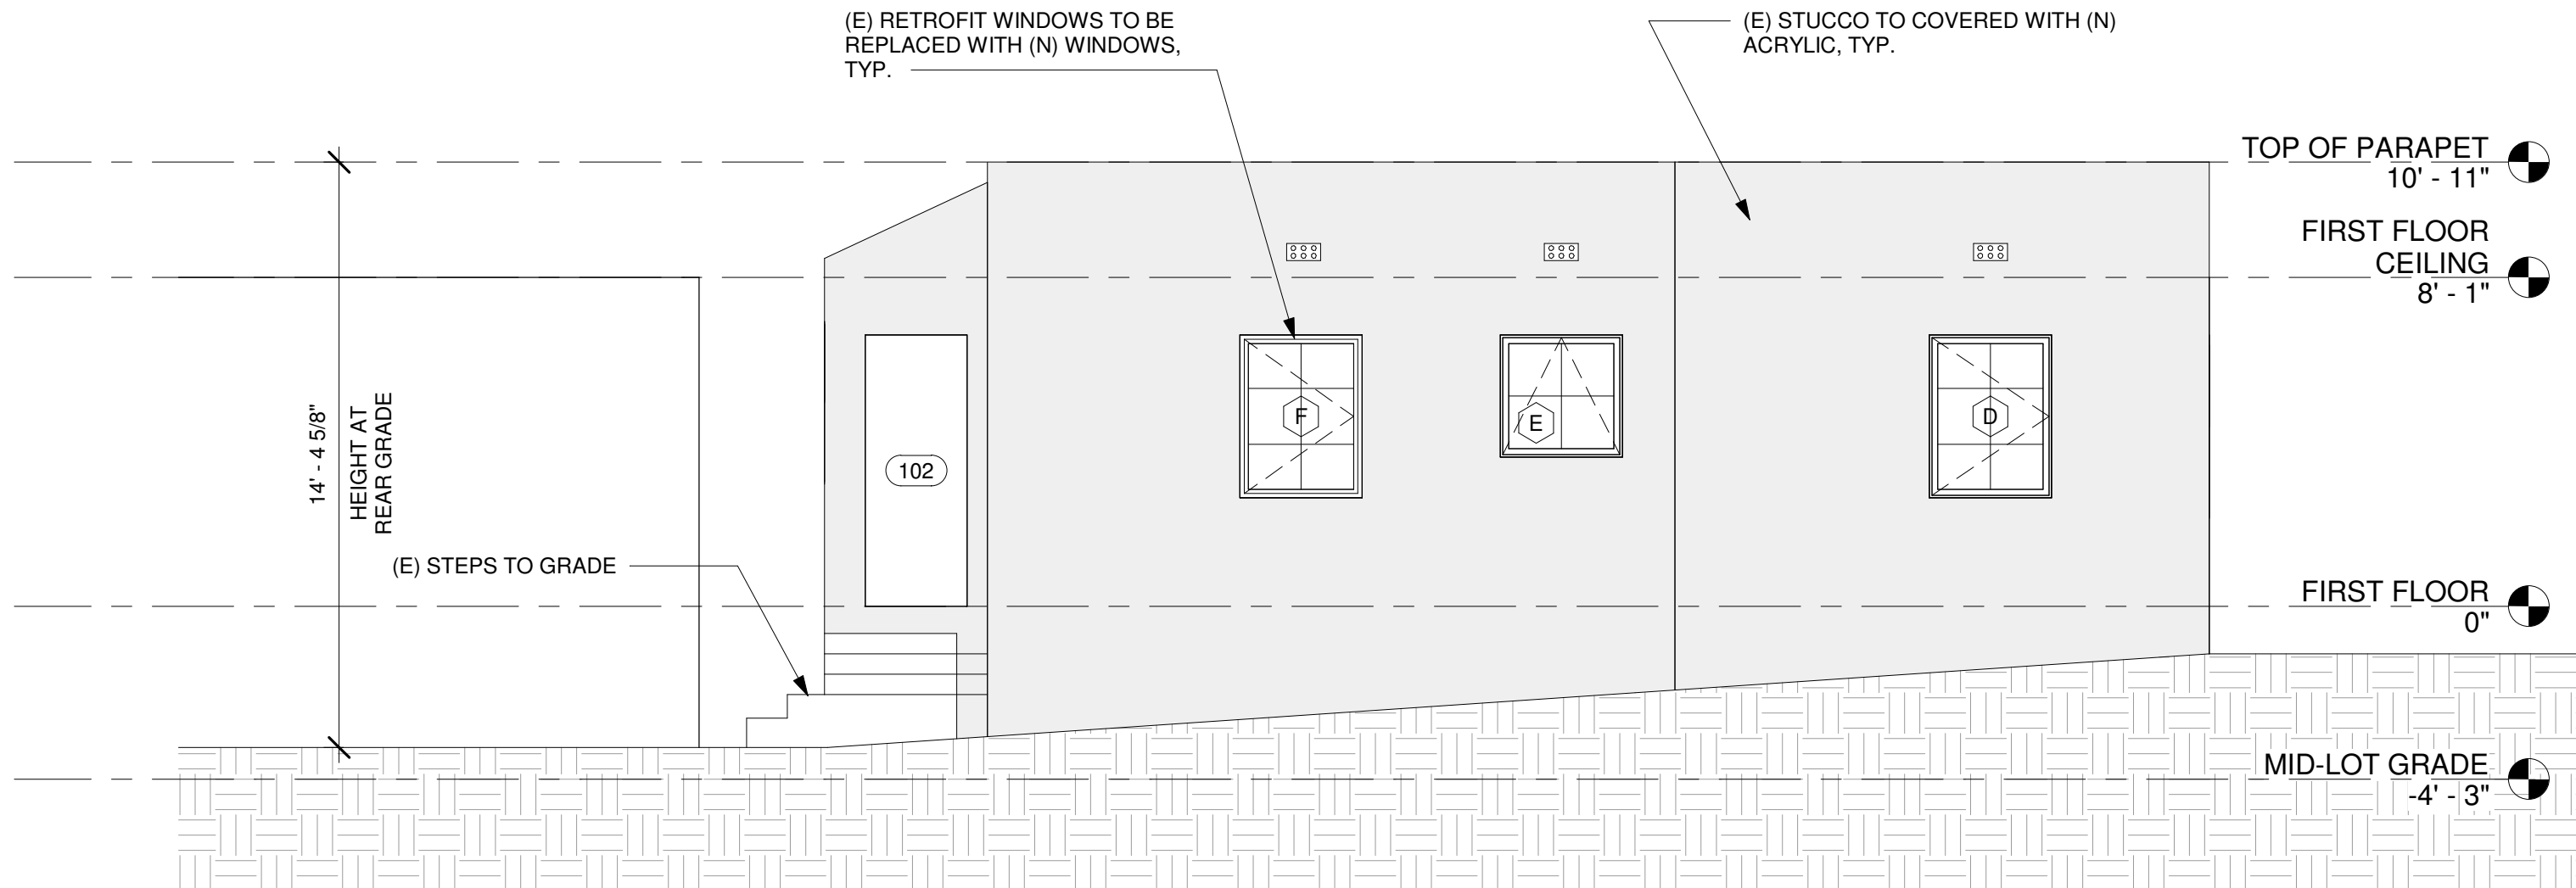 (E) RETROFIT WINDOWS TO BE
REPLACED WITH (N) WINDOWS,
TYP.
(E) STUCCO TO COVERED WITH (N)
ACRYLIC, TYP.
TOP OF PARAPET
10' - 11"
FIRST FLOOR
CEILING
8' - 1"
14' - 4 5/8"
HEIGHT AT
REAR GRADE
102
F
E
D
(E) STEPS TO GRADE
FIRST FLOOR
0"
MID-LOT GRADE
-4' - 3"